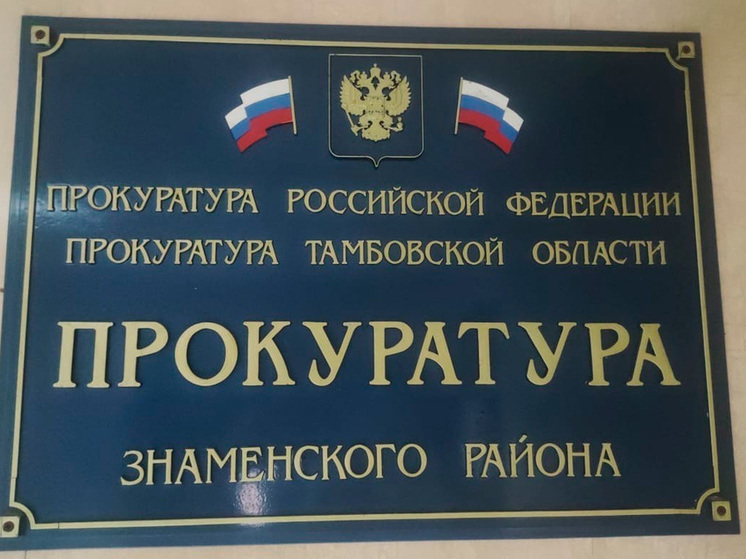 ПРОКУРАТУРА РОССИЙСКОЙ ФЕДЕРАЦИИ
ПРОКУРАТУРА ТАМБОВСКОЙ ОБЛАСТИ
ПРОКУРАТУРА
ЗНАМЕНСКОГО РАЙОНА